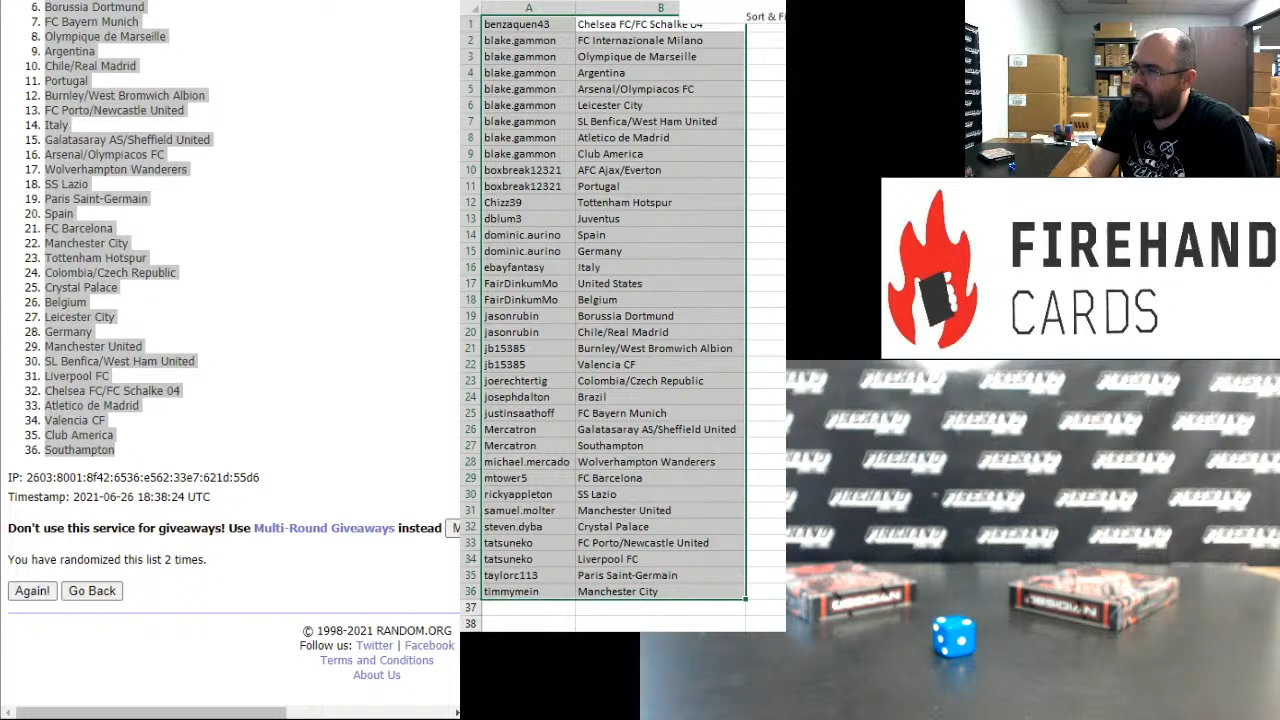 6. Borussia Dortmund
7. FC Bayern Munich
8. Olympique de Marseille
9. Argentina
10. Chile/Real Madrid
11. Portugal
12. Burnley/West Bromwich Albion
13. FC Porto/Newcastle United
14. Italy
15. Galatasaray AS/Sheffield United
16. Arsenal/Olympiacos FC
17. Wolverhampton Wanderers
18. SS Lazio
19. Paris Saint-Germain
20. Spain
21. FC Barcelona
22. Manchester City
23. Tottenham Hotspur
24. Colombia/Czech Republic
25. Crystal Palace
26. Belgium
27. Leicester City
28. Germany
29. Manchester United
30. SL Benfica/West Ham United
31. Liverpool FC
32. Chelsea FC/FC Schalke 04
33. Atletico de Madrid
34. Valencia CF
35. Club America
36. Southampton
IP: 2603:8001:8f42:6536:e562:33e7:621d:55d6
Timestamp: 2021-06-26 18:38:24 UTC
Don't use this service for giveaways! Use Multi-Round Giveaways instead M
You have randomized this list 2 times.
Again! Go Back
© 1998-2021 RANDOM.ORG
Follow us: Twitter | Facebook
Terms and Conditions
About Us
A B
Sort & Fi
1 benzaquen43 Chelsea FC/FC Schalke 04
2 blake.gammon FC Internazionale Milano
3 blake.gammon Olympique de Marseille
4 blake.gammon Argentina
5 blake.gammon Arsenal/Olympiacos FC
6 blake.gammon Leicester City
7 blake.gammon SL Benfica/West Ham United
8 blake.gammon Atletico de Madrid
9 blake.gammon Club America
10 boxbreak12321 AFC Ajax/Everton
11 boxbreak12321 Portugal
12 Chizz39 Tottenham Hotspur
13 dblum3 Juventus
14 dominic.aurino Spain
15 dominic.aurino Germany
16 ebayfantasy Italy
17 FairDinkumMo United States
18 FairDinkumMo Belgium
19 jasonrubin Borussia Dortmund
20 jasonrubin Chile/Real Madrid
21 jb15385 Burnley/West Bromwich Albion
22 jb15385 Valencia CF
23 joerechtertig Colombia/Czech Republic
24 josephdalton Brazil
25 justinsaathoff FC Bayern Munich
26 Mercatron Galatasaray AS/Sheffield United
27 Mercatron Southampton
28 michael.mercado Wolverhampton Wanderers
29 mtower5 FC Barcelona
30 rickyappleton SS Lazio
31 samuel.molter Manchester United
32 steven.dyba Crystal Palace
33 tatsuneko FC Porto/Newcastle United
34 tatsuneko Liverpool FC
35 taylorc113 Paris Saint-Germain
36 timmymein Manchester City
37
38
FIREHAND
CARDS
OBSIDIAN